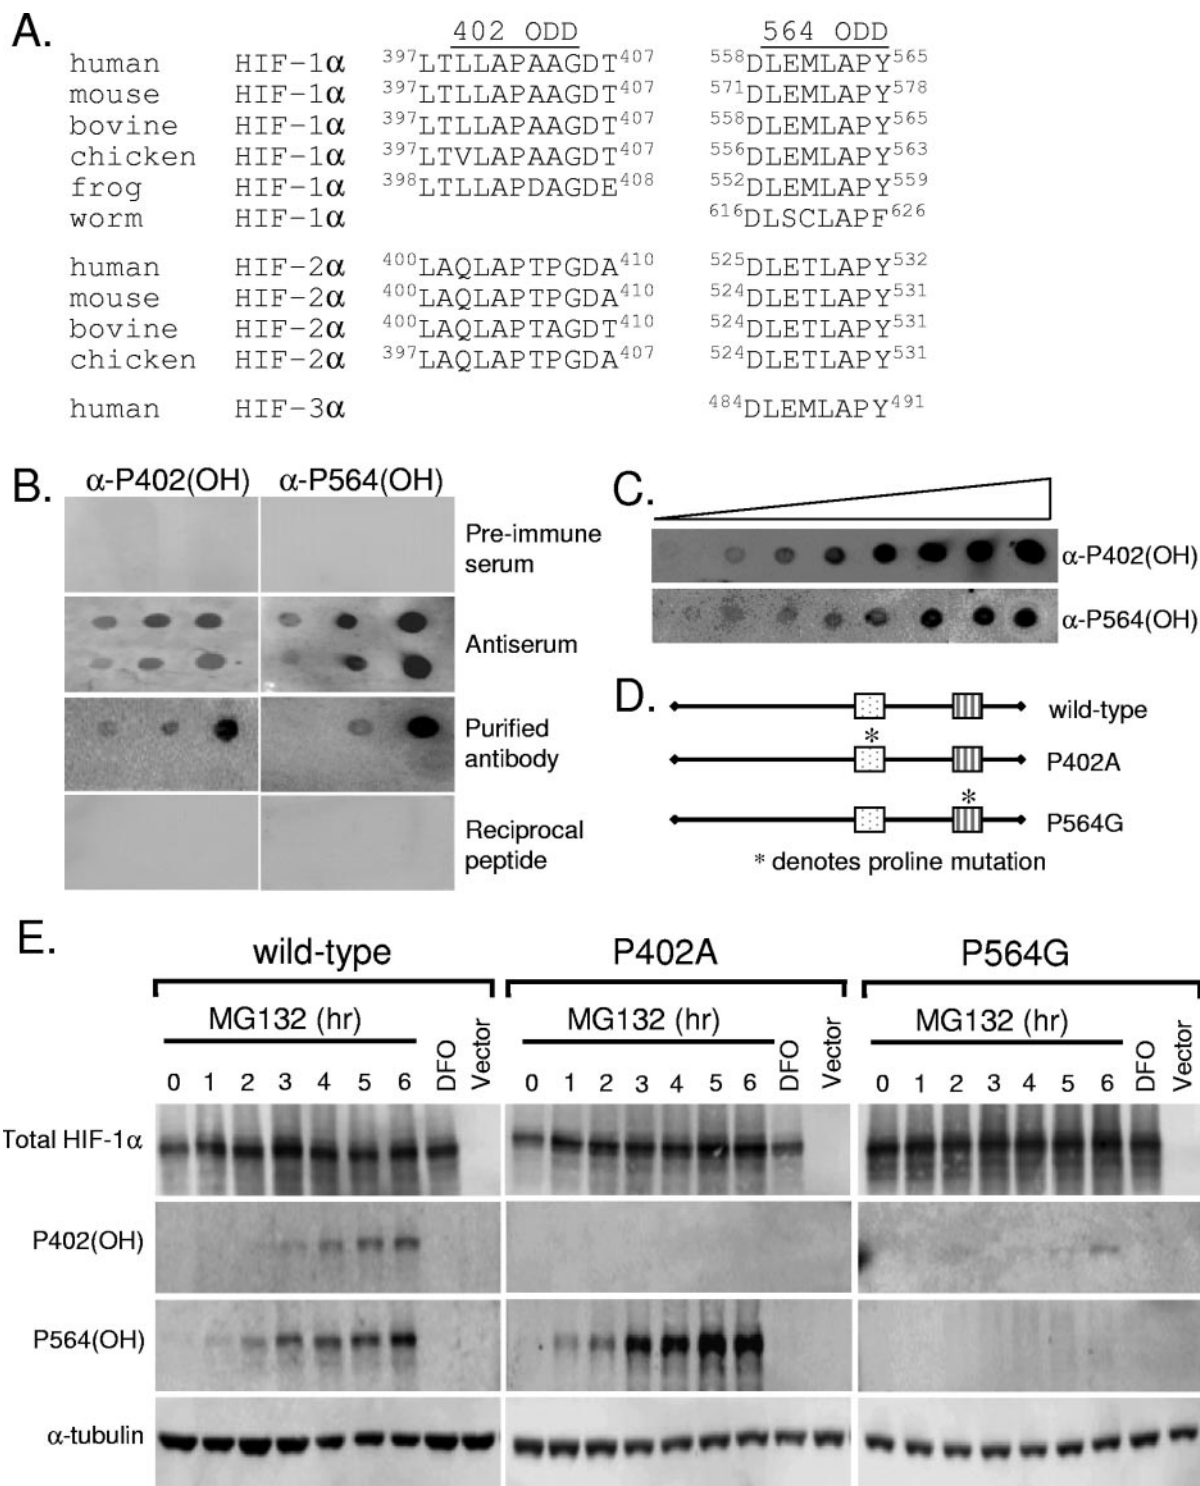 A.
402 ODD 564 ODD
human HIF-1α 397LTLLAPAAGDT407 558DLEMLAPY565
mouse HIF-1α 397LTLLAPAAGDT407 571DLEMLAPY578
bovine HIF-1α 397LTLLAPAAGDT407 558DLEMLAPY565
chicken HIF-1α 397LTVLAPAAGDT407 556DLEMLAPY563
frog HIF-1α 398LTLLAPDAGDE408 552DLEMLAPY559
worm HIF-1α 616DLSCLAPF626
human HIF-2α 400LAQLAPTPGDA410 525DLETLAPY532
mouse HIF-2α 400LAQLAPTPGDA410 524DLETLAPY531
bovine HIF-2α 400LAQLAPTAGDT410 524DLETLAPY531
chicken HIF-2α 397LAQLAPTPGDA407 524DLETLAPY531
human HIF-3α 484DLEMLAPY491
B.
α-P402(OH) α-P564(OH)
Pre-immune
serum
Antiserum
Purified
antibody
Reciprocal
peptide
C.
α-P402(OH)
α-P564(OH)
D.
wild-type
*
P402A
*
P564G
* denotes proline mutation
E.
wild-type P402A P564G
MG132 (hr) DFO Vector MG132 (hr) DFO Vector MG132 (hr) DFO Vector
0 1 2 3 4 5 6 0 1 2 3 4 5 6 0 1 2 3 4 5 6
Total HIF-1α
P402(OH)
P564(OH)
α-tubulin